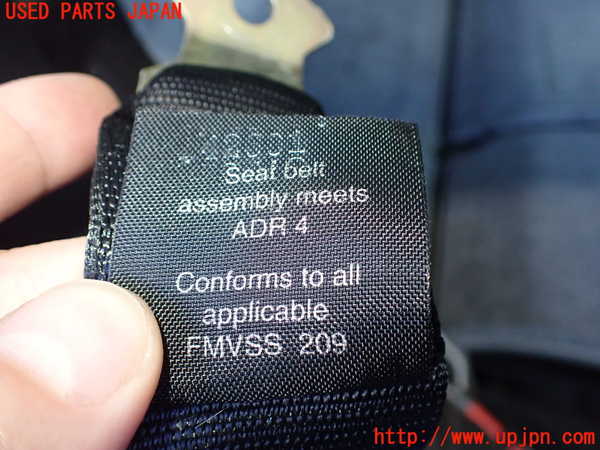 USED PARTS JAPAN
Seat belt
assembly meets
ADR 4
Conforms to all
applicable
FMVSS 209
http://www.upjpn.com/